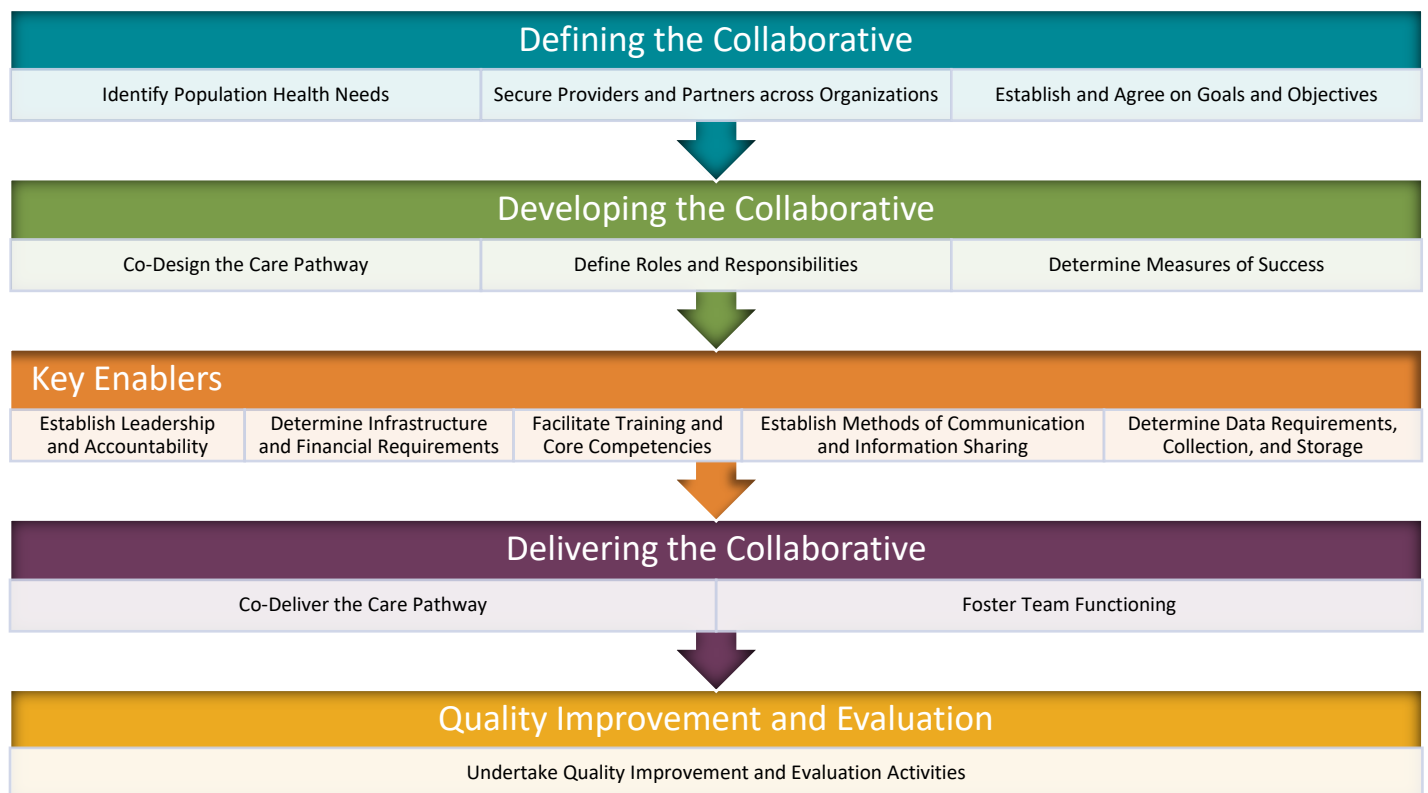 Defining the Collaborative
Identify Population Health Needs
Secure Providers and Partners across Organizations
Establish and Agree on Goals and Objectives
Developing the Collaborative
Co-Design the Care Pathway
Define Roles and Responsibilities
Determine Measures of Success
Key Enablers
Establish Leadership
and Accountability
Determine Infrastructure
and Financial Requirements
Facilitate Training and
Core Competencies
Establish Methods of Communication
and Information Sharing
Determine Data Requirements,
Collection, and Storage
Delivering the Collaborative
Co-Deliver the Care Pathway
Foster Team Functioning
Quality Improvement and Evaluation
Undertake Quality Improvement and Evaluation Activities